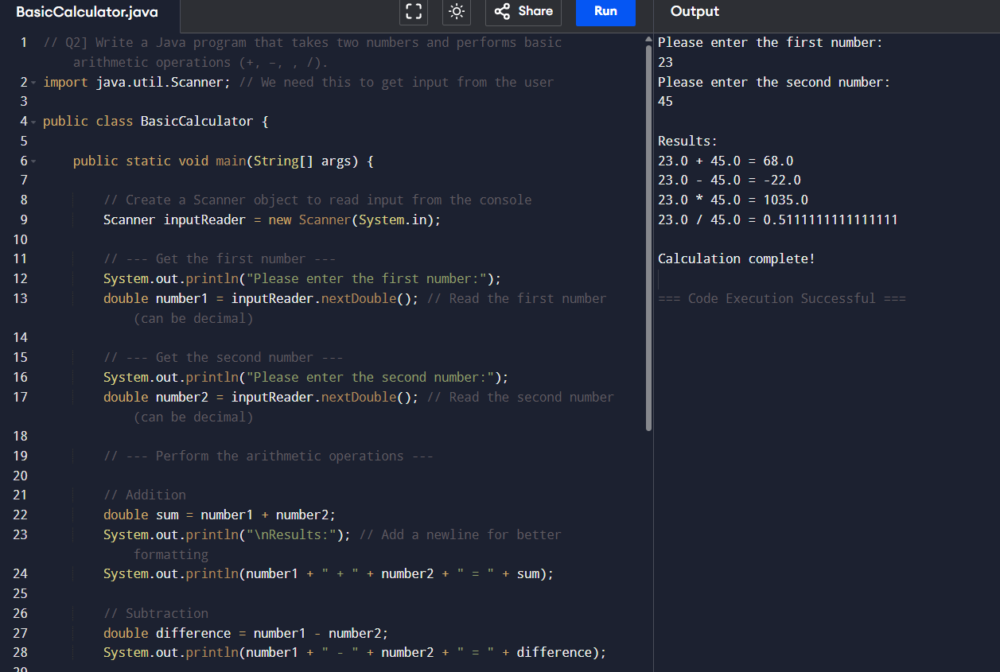 BasicCalculator.java
Share
Run
Output
1 // Q2] Write a Java program that takes two numbers and performs basic
arithmetic operations (+, -, , /).
2 import java.util.Scanner; // We need this to get input from the user
3
4 public class BasicCalculator {
5
6 public static void main(String[] args) {
7
8 // Create a Scanner object to read input from the console
9 Scanner inputReader = new Scanner(System.in);
10
11 // --- Get the first number ---
12 System.out.println("Please enter the first number:");
13 double number1 = inputReader.nextDouble(); // Read the first number
(can be decimal)
14
15 // --- Get the second number ---
16 System.out.println("Please enter the second number:");
17 double number2 = inputReader.nextDouble(); // Read the second number
(can be decimal)
18
19 // --- Perform the arithmetic operations ---
20
21 // Addition
22 double sum = number1 + number2;
23 System.out.println("\nResults:"); // Add a newline for better
formatting
24 System.out.println(number1 + " + " + number2 + " = " + sum);
25
26 // Subtraction
27 double difference = number1 - number2;
28 System.out.println(number1 + " - " + number2 + " = " + difference);
29
Please enter the first number:
23
Please enter the second number:
45
Results:
23.0 + 45.0 = 68.0
23.0 - 45.0 = -22.0
23.0 * 45.0 = 1035.0
23.0 / 45.0 = 0.5111111111111111
Calculation complete!
=== Code Execution Successful ===